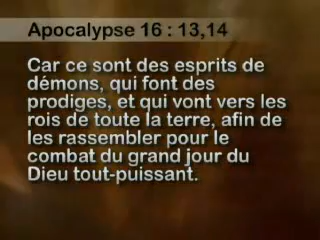 Apocalypse 16 : 13,14
Car ce sont des esprits de
démons, qui font des
prodiges, et qui vont vers les
rois de toute la terre, afin de
les rassembler pour le
combat du grand jour du
Dieu tout-puissant.